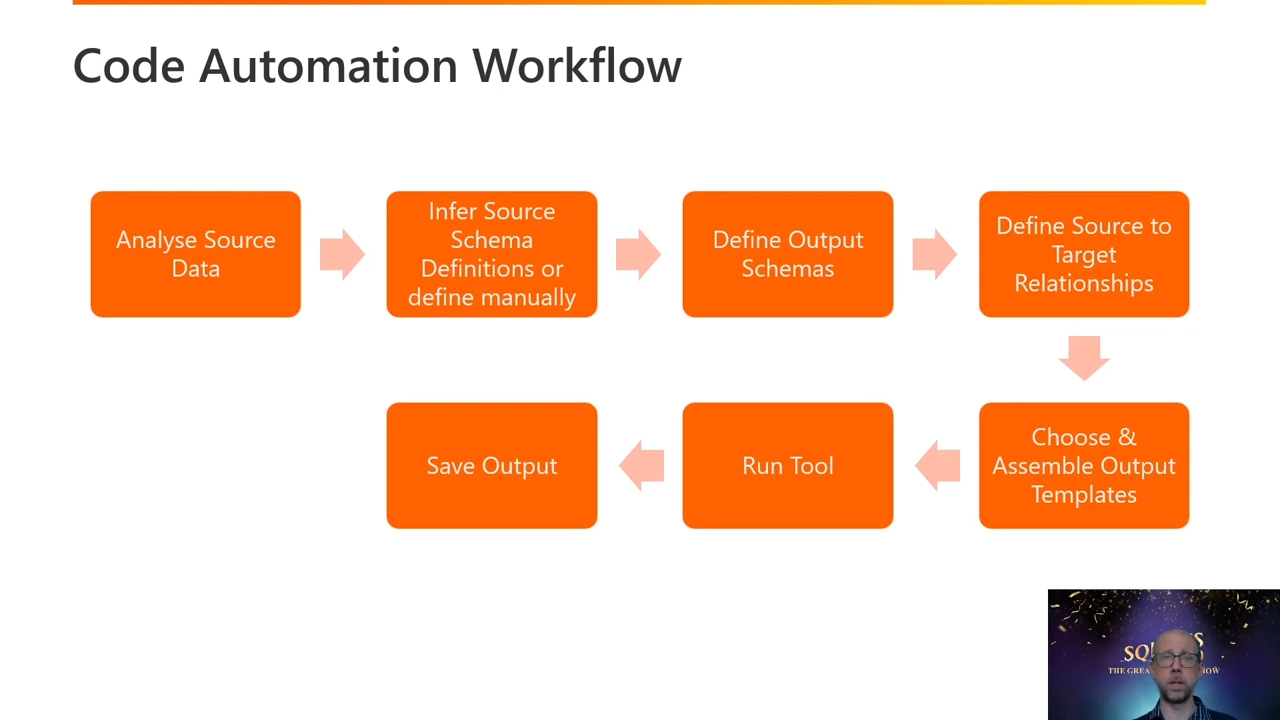 Code Automation Workflow
Analyse Source
Data
Infer Source
Schema
Definitions or
define manually
Define Output
Schemas
Define Source to
Target
Relationships
Choose &
Assemble Output
Templates
Run Tool
Save Output
THE